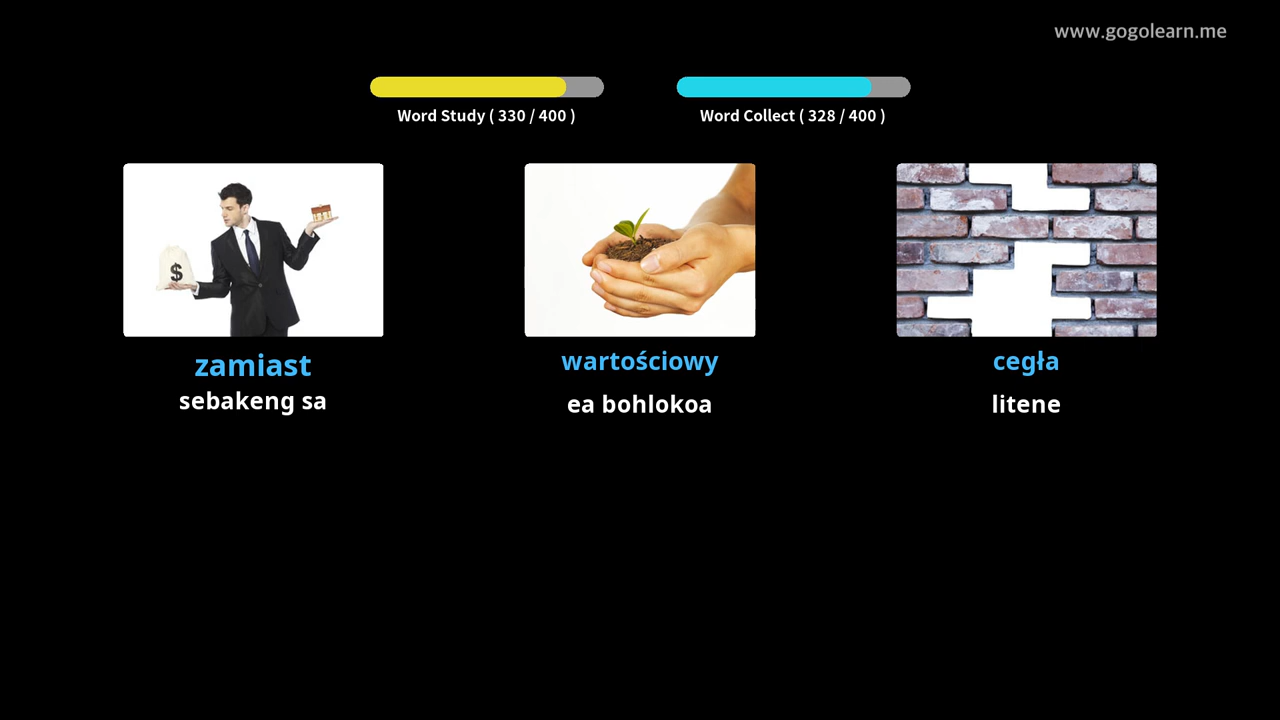 www.gogolearn.me
Word Study ( 330 / 400 )
Word Collect ( 328 / 400 )
$
zamiast
sebakeng sa
wartościowy
ea bohlokoa
cegła
litene